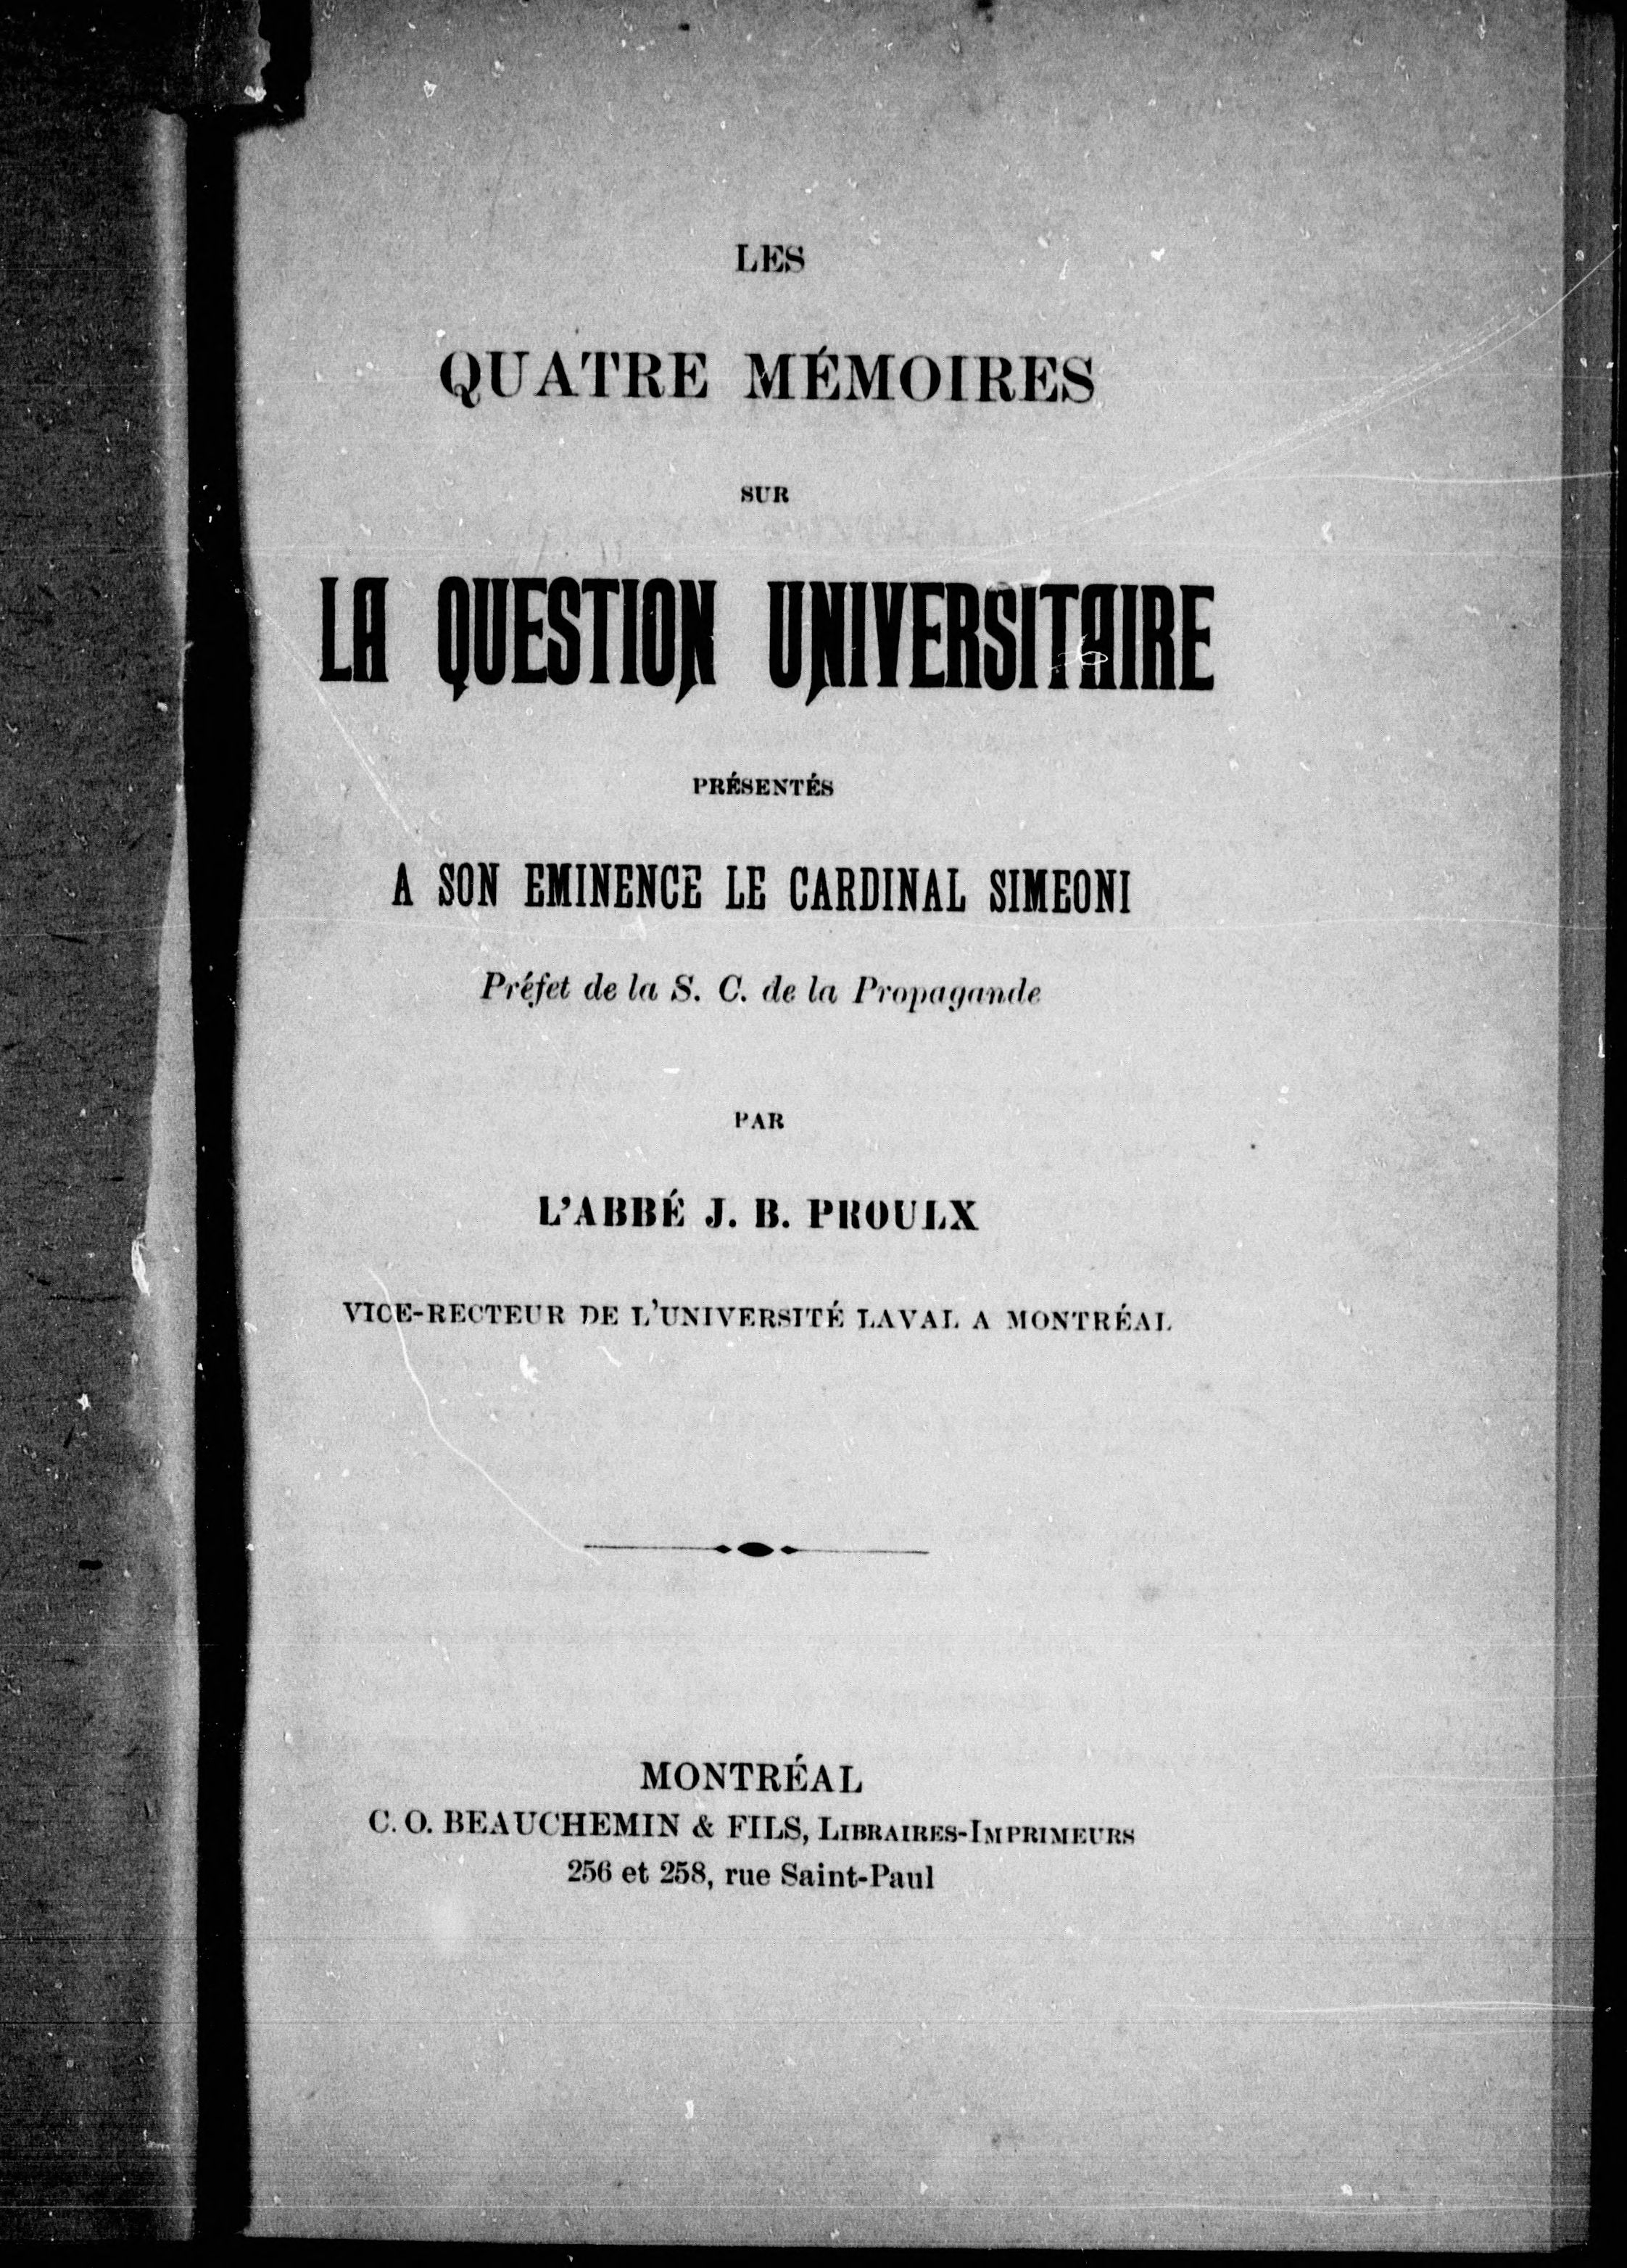 LES
QUATRE MÉMOIRES
SUR
LA QUESTION UNIVERSITAIRE
PRÉSENTÉS
A SON EMINENCE LE CARDINAL SIMEONI
Préfet de la S. C. de la Propagande
PAR
L'ABBÉ J. B. PROULX
VICE-RECTEUR DE L'UNIVERSITÉ LAVAL A MONTRÉAL
MONTRÉAL
C. O. BEAUCHEMIN & FILS, LIBRAIRES-IMPRIMEURS
256 et 258, rue Saint-Paul